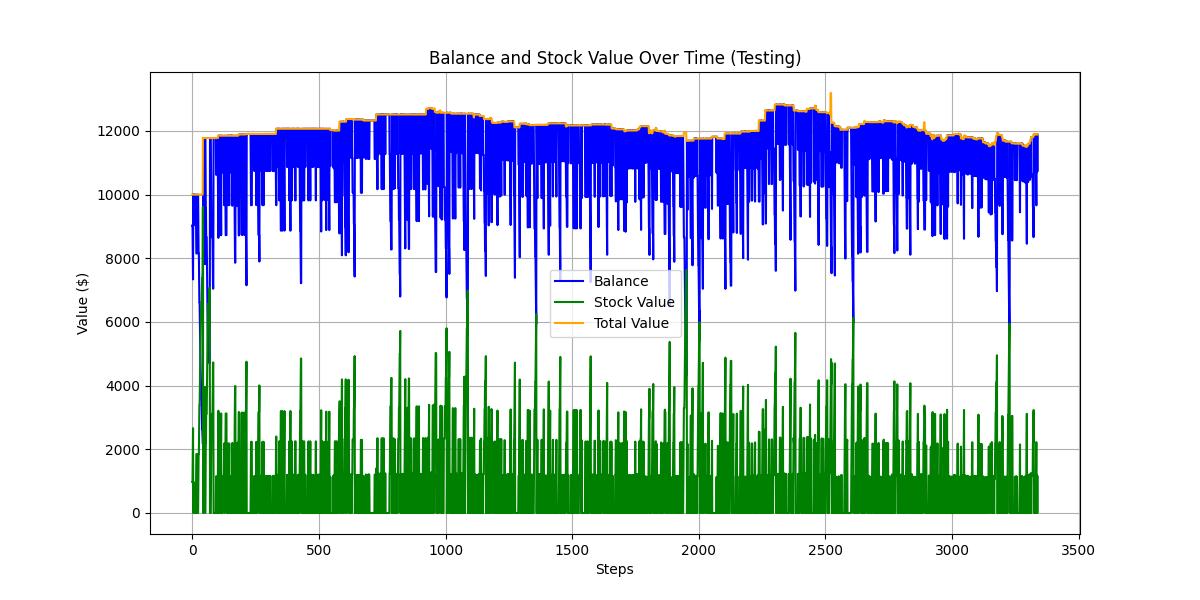 Balance and Stock Value Over Time (Testing)
Value ($)
12000
10000
8000
6000
4000
2000
0
Balance
Stock Value
Total Value
0 500 1000 1500 2000 2500 3000 3500
Steps